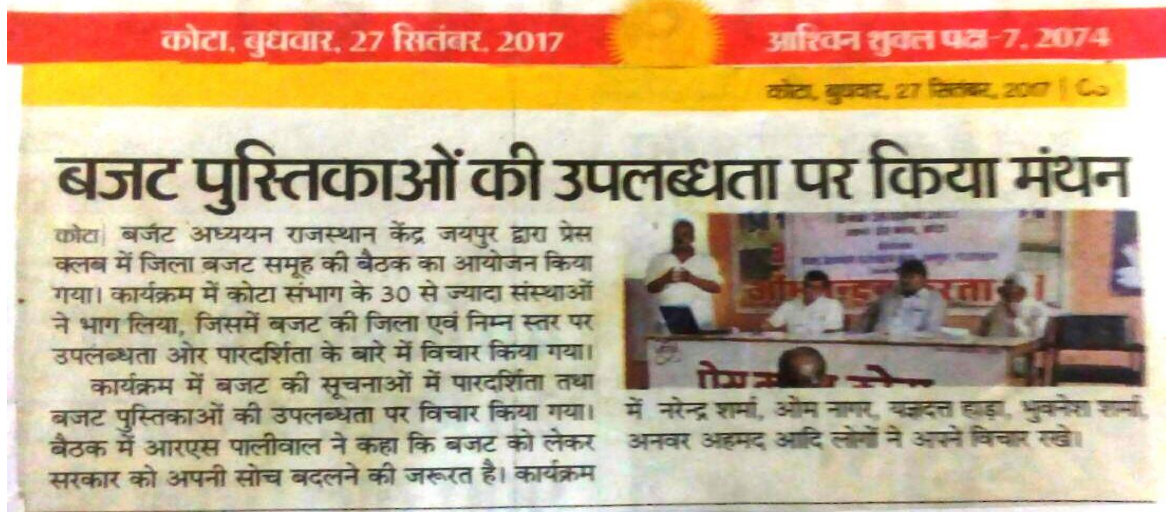 कोटा, बुधवार, 27 सितंबर, 2017
आश्विन शुक्ल पक्ष-7, 2074
कोटा, बुधवार, 27 सितंबर, 2017
बजट पुस्तिकाओं की उपलब्धता पर किया मंथन
कोटा| बजट अध्ययन राजस्थान केंद्र जयपुर द्वारा प्रेस
क्लब में जिला बजट समूह की बैठक का आयोजन किया
गया। कार्यक्रम में कोटा संभाग के 30 से ज्यादा संस्थाओं
ने भाग लिया, जिसमें बजट की जिला एवं निम्न स्तर पर
उपलब्धता ओर पारदर्शिता के बारे में विचार किया गया।
कार्यक्रम में बजट की सूचनाओं में पारदर्शिता तथा
बजट पुस्तिकाओं की उपलब्धता पर विचार किया गया।
बैठक में आरएस पालीवाल ने कहा कि बजट को लेकर
सरकार को अपनी सोच बदलने की जरूरत है। कार्यक्रम
में नरेन्द्र शर्मा, ओम नागर, यज्ञदत्त हाड़ा, भुवनेश शर्मा,
अनवर अहमद आदि लोगों ने अपने विचार रखे।